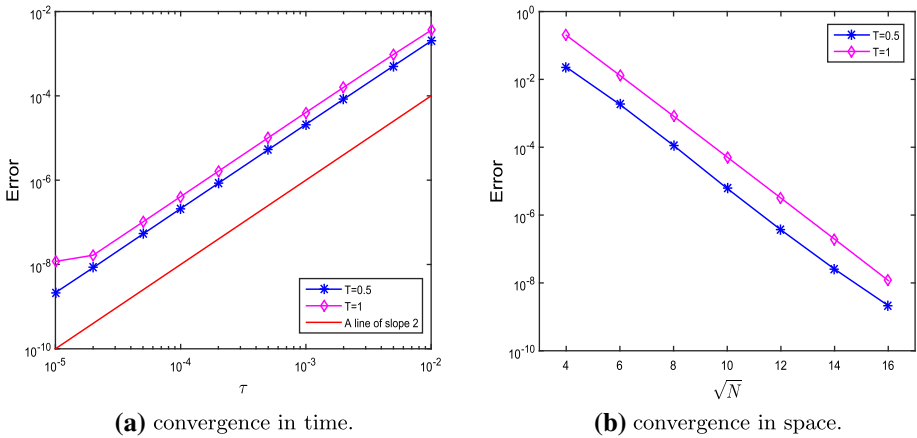 10^-2
10^-4
10^-6
10^-8
10^-10
Error
10^-5
10^-4
10^-3
10^-2
τ
T=0.5
T=1
A line of slope 2
(a) convergence in time.
10^0
10^-2
10^-4
10^-6
10^-8
10^-10
Error
4 6 8 10 12 14 16
√N
T=0.5
T=1
(b) convergence in space.